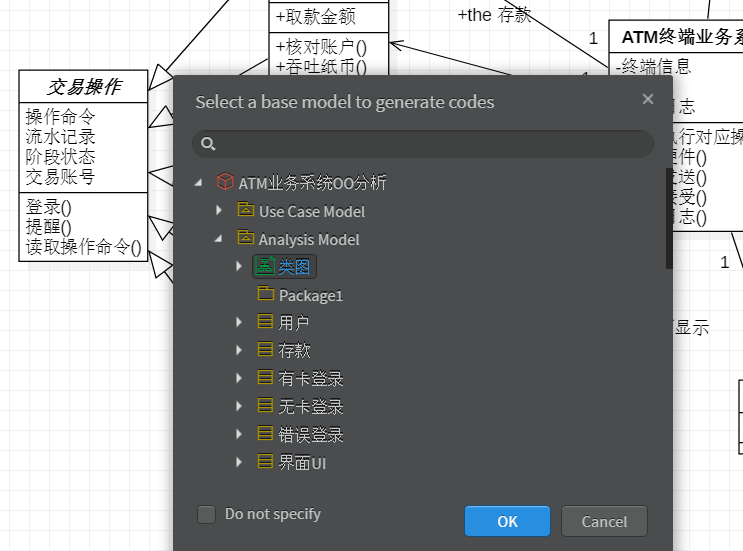 +取款金额
+the 存款
+核对账户()
+吞吐纸币()
1
ATM终端业务系
-终端信息
志
执行对应操
硬件()
发送()
接受()
志()
交易操作
操作命令
流水记录
阶段状态
交易账号
登录()
提醒()
读取操作命令()
1
显示
Select a base model to generate codes
ATM业务系统OO分析
Use Case Model
Analysis Model
类图
Package1
用户
存款
有卡登录
无卡登录
错误登录
界面UI
Do not specify
OK
Cancel